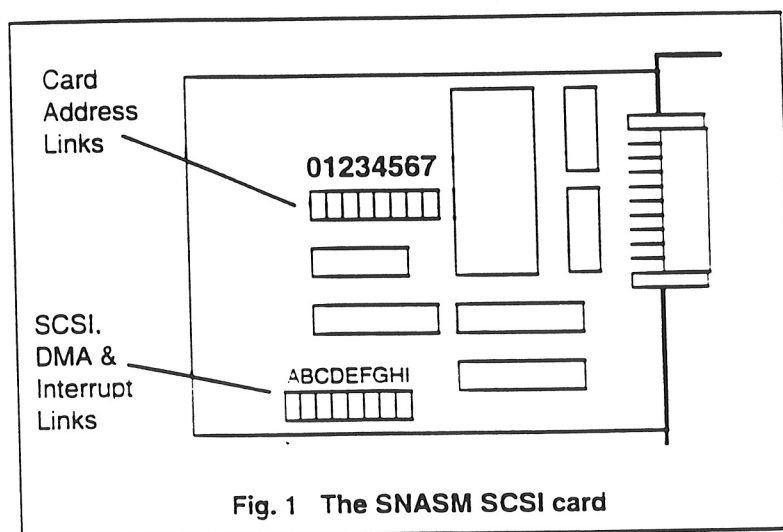 Card
Address
Links
01234567
SCSI,
DMA &
Interrupt
Links
ABCDEFGHI
Fig. 1 The SNASM SCSI card